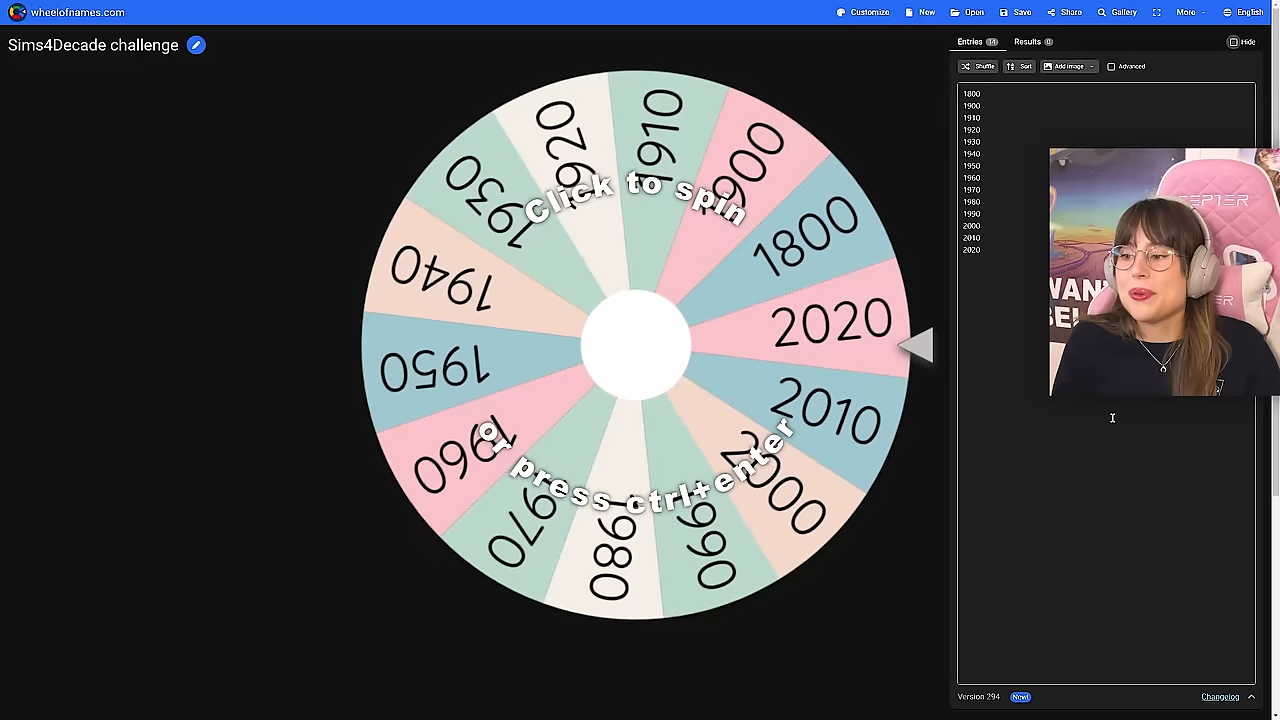 wheelofnames.com
Customize
New
Open
Save
Share
Gallery
More
English
Sims4Decade challenge
Entries 14
Results 0
Hide
Shuffle
Sort
Add image
Advanced
1800
1900
1910
1920
1930
1940
1950
1960
1970
1980
1990
2000
2010
2020
1910
1900
1800
2020
2010
2000
1990
1980
1970
1960
1950
1940
1930
1920
Click to spin
or press ctrl+enter
Version 294
New!
Changelog